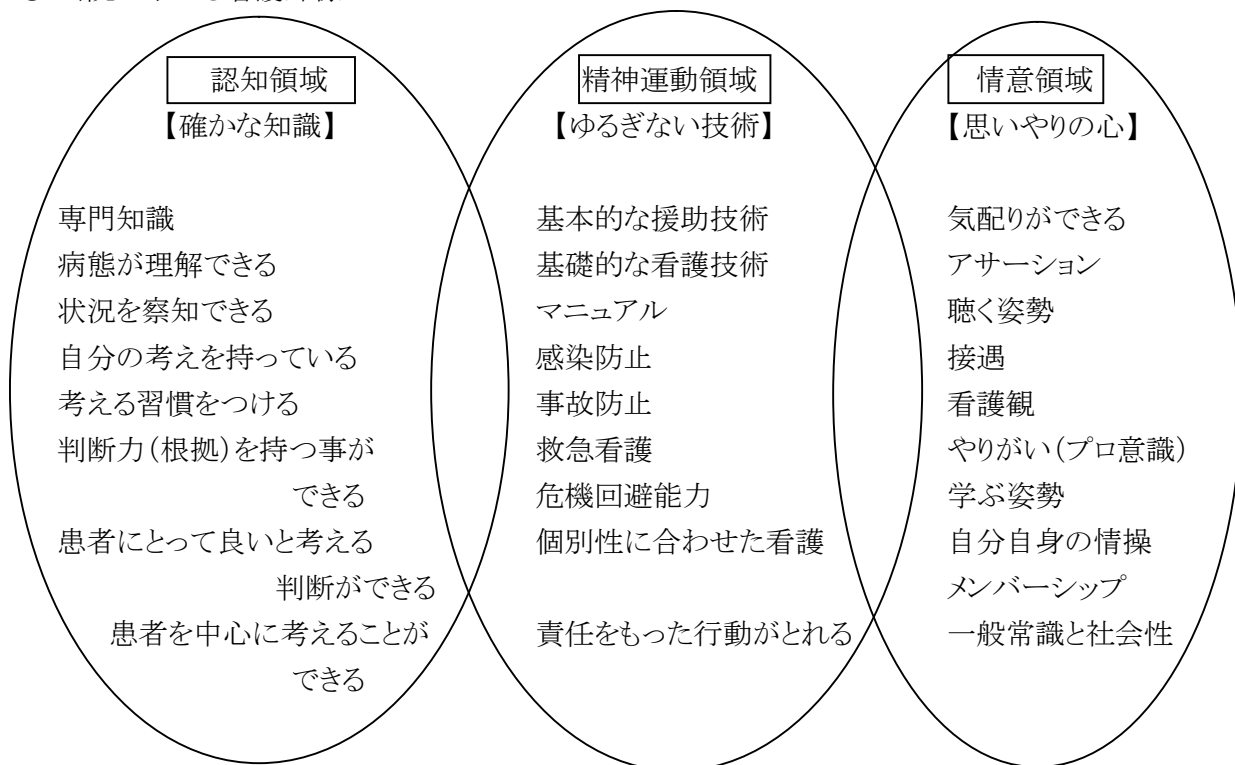 認知領域
【確かな知識】
専門知識
病態が理解できる
状況を察知できる
自分の考えを持っている
考える習慣をつける
判断力(根拠)を持つ事が
できる
患者にとって良いと考える
判断ができる
患者を中心に考えることが
できる
精神運動領域
【ゆるぎない技術】
基本的な援助技術
基礎的な看護技術
マニュアル
感染防止
事故防止
救急看護
危機回避能力
個別性に合わせた看護
責任をもった行動がとれる
情意領域
【思いやりの心】
気配りができる
アサーション
聴く姿勢
接遇
看護観
やりがい(プロ意識)
学ぶ姿勢
自分自身の情操
メンバーシップ
一般常識と社会性